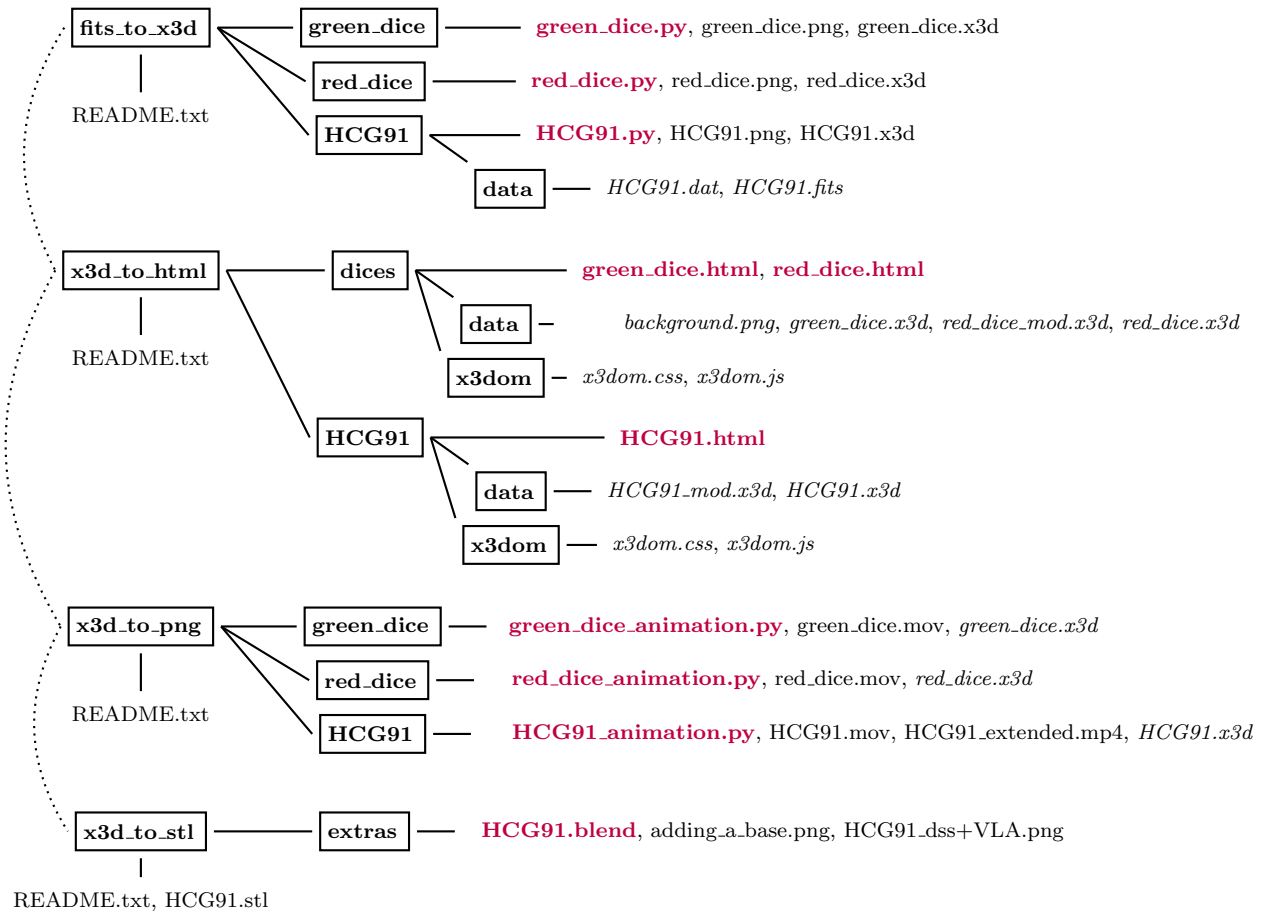 fits_to_x3d green_dice green_dice.py, green_dice.png, green_dice.x3d
red_dice red_dice.py, red_dice.png, red_dice.x3d
README.txt
HCG91 HCG91.py, HCG91.png, HCG91.x3d
data HCG91.dat, HCG91.fits
x3d_to_html dices green_dice.html, red_dice.html
data background.png, green_dice.x3d, red_dice_mod.x3d, red_dice.x3d
README.txt
x3dom x3dom.css, x3dom.js
HCG91 HCG91.html
data HCG91_mod.x3d, HCG91.x3d
x3dom x3dom.css, x3dom.js
x3d_to_png green_dice green_dice_animation.py, green_dice.mov, green_dice.x3d
red_dice red_dice_animation.py, red_dice.mov, red_dice.x3d
README.txt
HCG91 HCG91_animation.py, HCG91.mov, HCG91_extended.mp4, HCG91.x3d
x3d_to_stl extras HCG91.blend, adding_a_base.png, HCG91_dss+VLA.png
README.txt, HCG91.stl